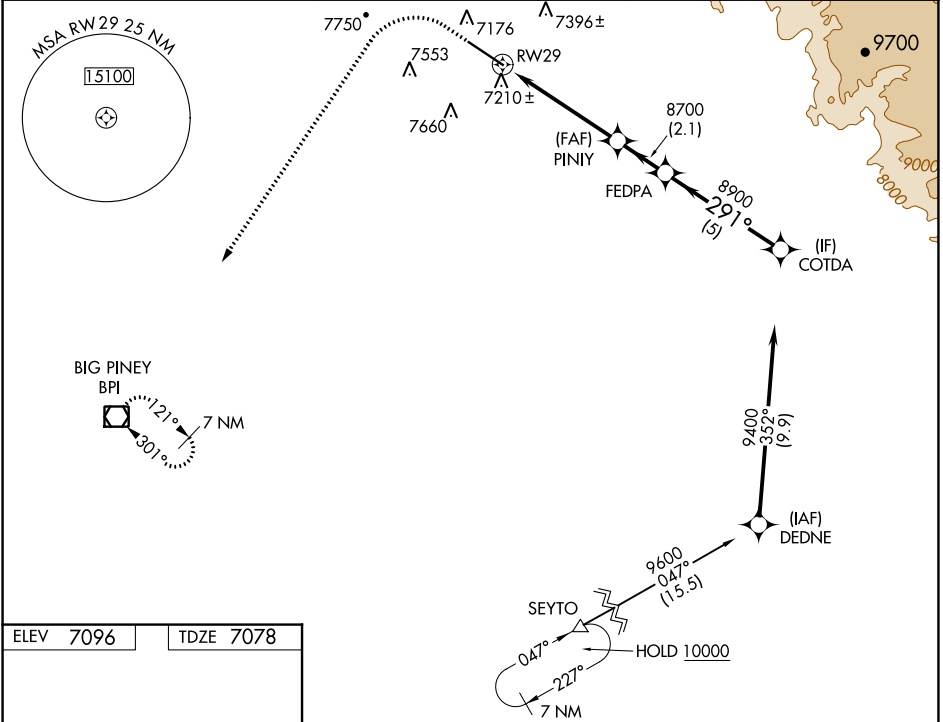 MSA RW29 25 NM
15100
7750
7176
7396±
9700
7553
RW29
7210±
7660
8700
(2.1)
(FAF)
PINIY
FEDPA
8900
291°
(5)
9000
8000
(IF)
COTDA
BIG PINEY
BPI
121°
7 NM
301°
9400
352°
(9.9)
(IAF)
DEDNE
9600
047°
(15.5)
SEYTO
HOLD 10000
047°
227°
7 NM
ELEV 7096
TDZE 7078